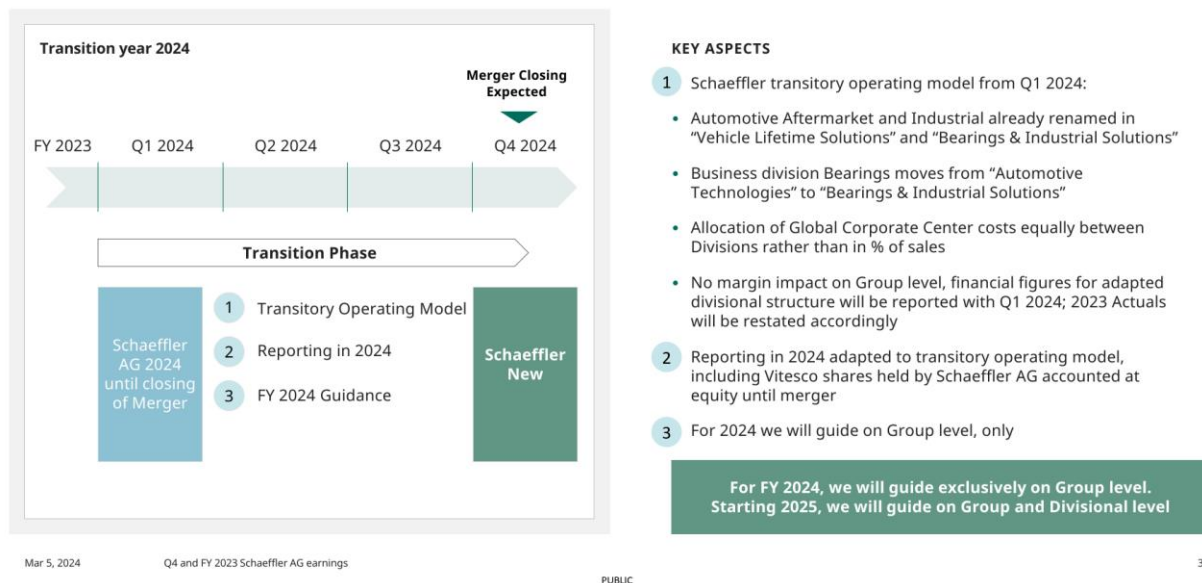 Transition year 2024
Merger Closing
Expected
FY 2023
Q1 2024
Q2 2024
Q3 2024
Q4 2024
Transition Phase
Schaeffler
AG 2024
until closing
of Merger
1 Transitory Operating Model
2 Reporting in 2024
3 FY 2024 Guidance
Schaeffler
New
KEY ASPECTS
1 Schaeffler transitory operating model from Q1 2024:
• Automotive Aftermarket and Industrial already renamed in
“Vehicle Lifetime Solutions” and “Bearings & Industrial Solutions”
• Business division Bearings moves from “Automotive
Technologies” to “Bearings & Industrial Solutions”
• Allocation of Global Corporate Center costs equally between
Divisions rather than in % of sales
• No margin impact on Group level, financial figures for adapted
divisional structure will be reported with Q1 2024; 2023 Actuals
will be restated accordingly
2 Reporting in 2024 adapted to transitory operating model,
including Vitesco shares held by Schaeffler AG accounted at
equity until merger
3 For 2024 we will guide on Group level, only
For FY 2024, we will guide exclusively on Group level.
Starting 2025, we will guide on Group and Divisional level
Mar 5, 2024
Q4 and FY 2023 Schaeffler AG earnings
PUBLIC